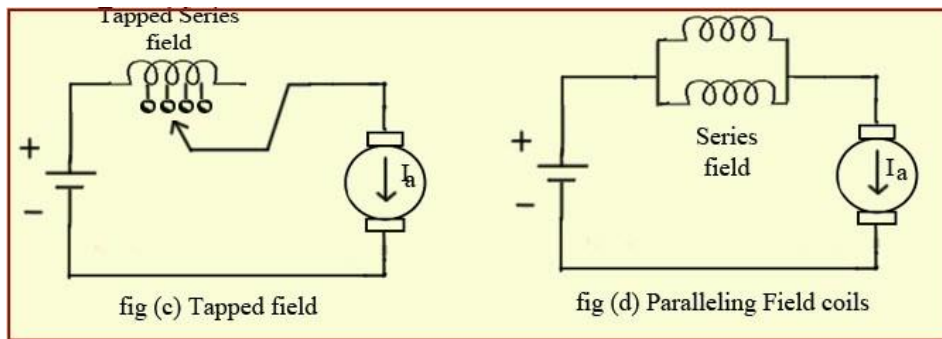 Tapped Series
field
+
−
Ia
fig (c) Tapped field
Series
field
+
−
Ia
fig (d) Paralleling Field coils